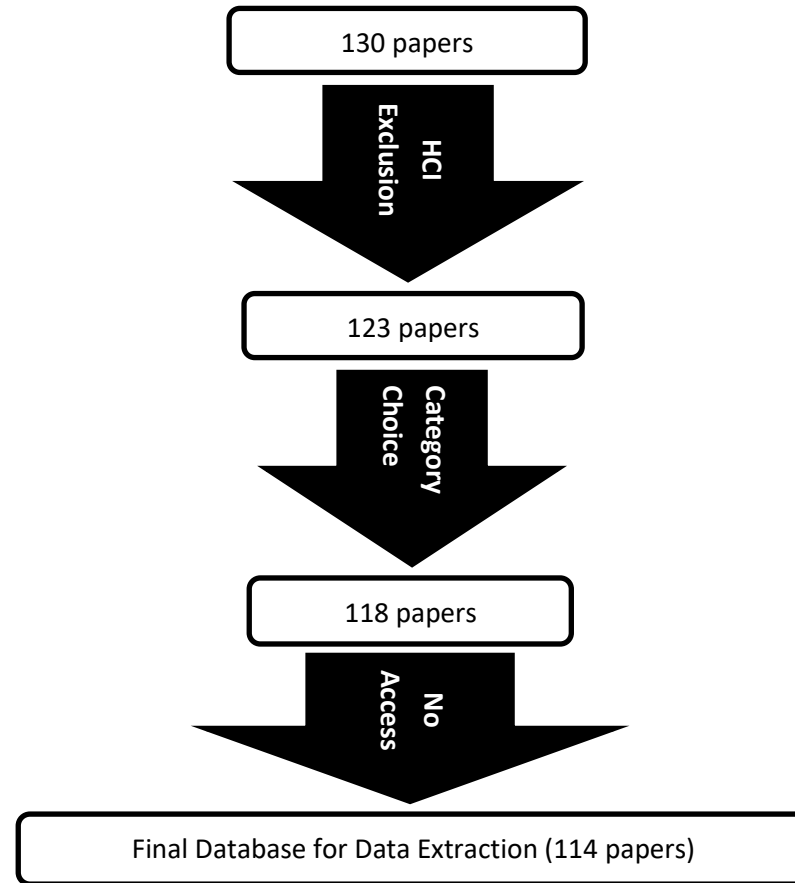 130 papers
HCI
Exclusion
123 papers
Category
Choice
118 papers
No
Access
Final Database for Data Extraction (114 papers)